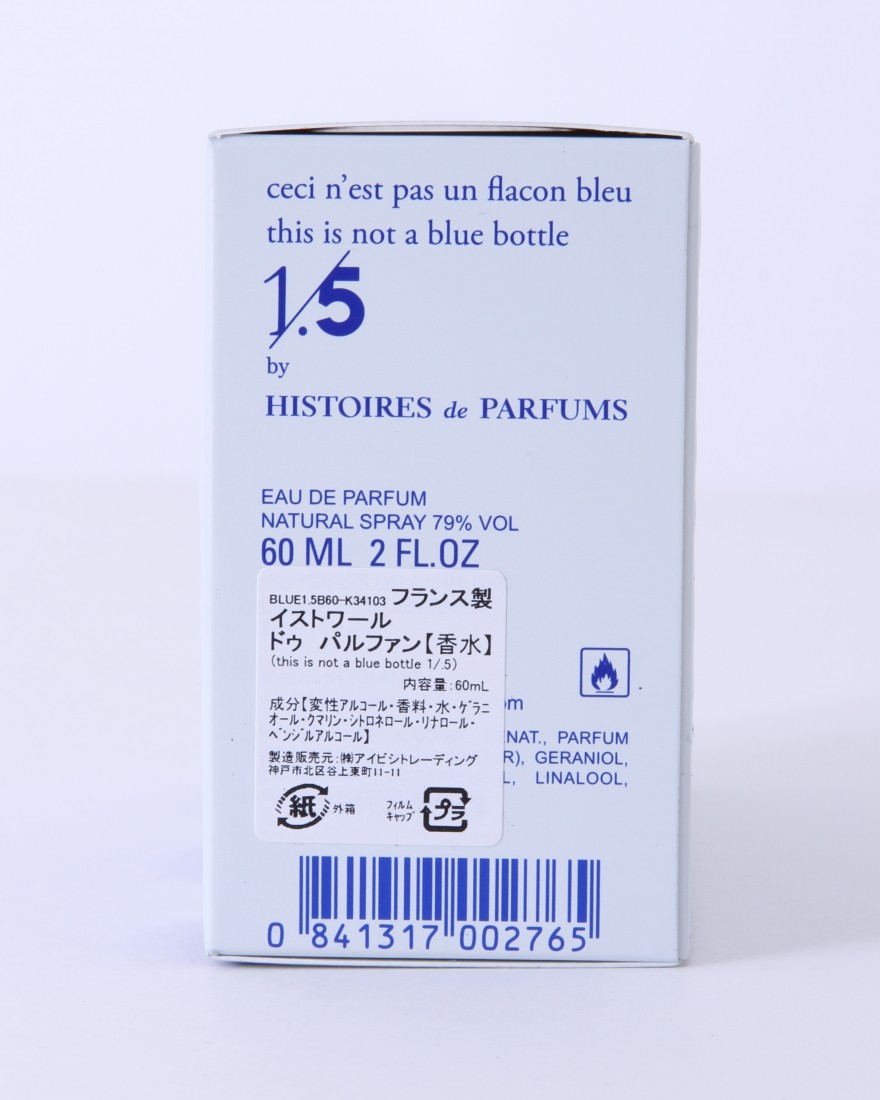 ceci n'est pas un flacon bleu
this is not a blue bottle
1/.5
by
HISTOIRES de PARFUMS
EAU DE PARFUM
NATURAL SPRAY 79% VOL
60 ML 2 FL.OZ
BLUE1.5B60-K34103 フランス製
イストワール
ドゥ パルファン【香水】
(this is not a blue bottle 1/.5)
内容量:60mL
成分【変性アルコール・香料・水・ゲラニ
オール・クマリン・シトロネロール・リナロール・
ベンジルアルコール】
製造販売元:㈱アイビシトレーディング
神戸市北区谷上東町11-11
紙 外箱 フィルム
キャップ プラ
PARFUM
GERANIOL,
LINALOOL,
0 841317 002765